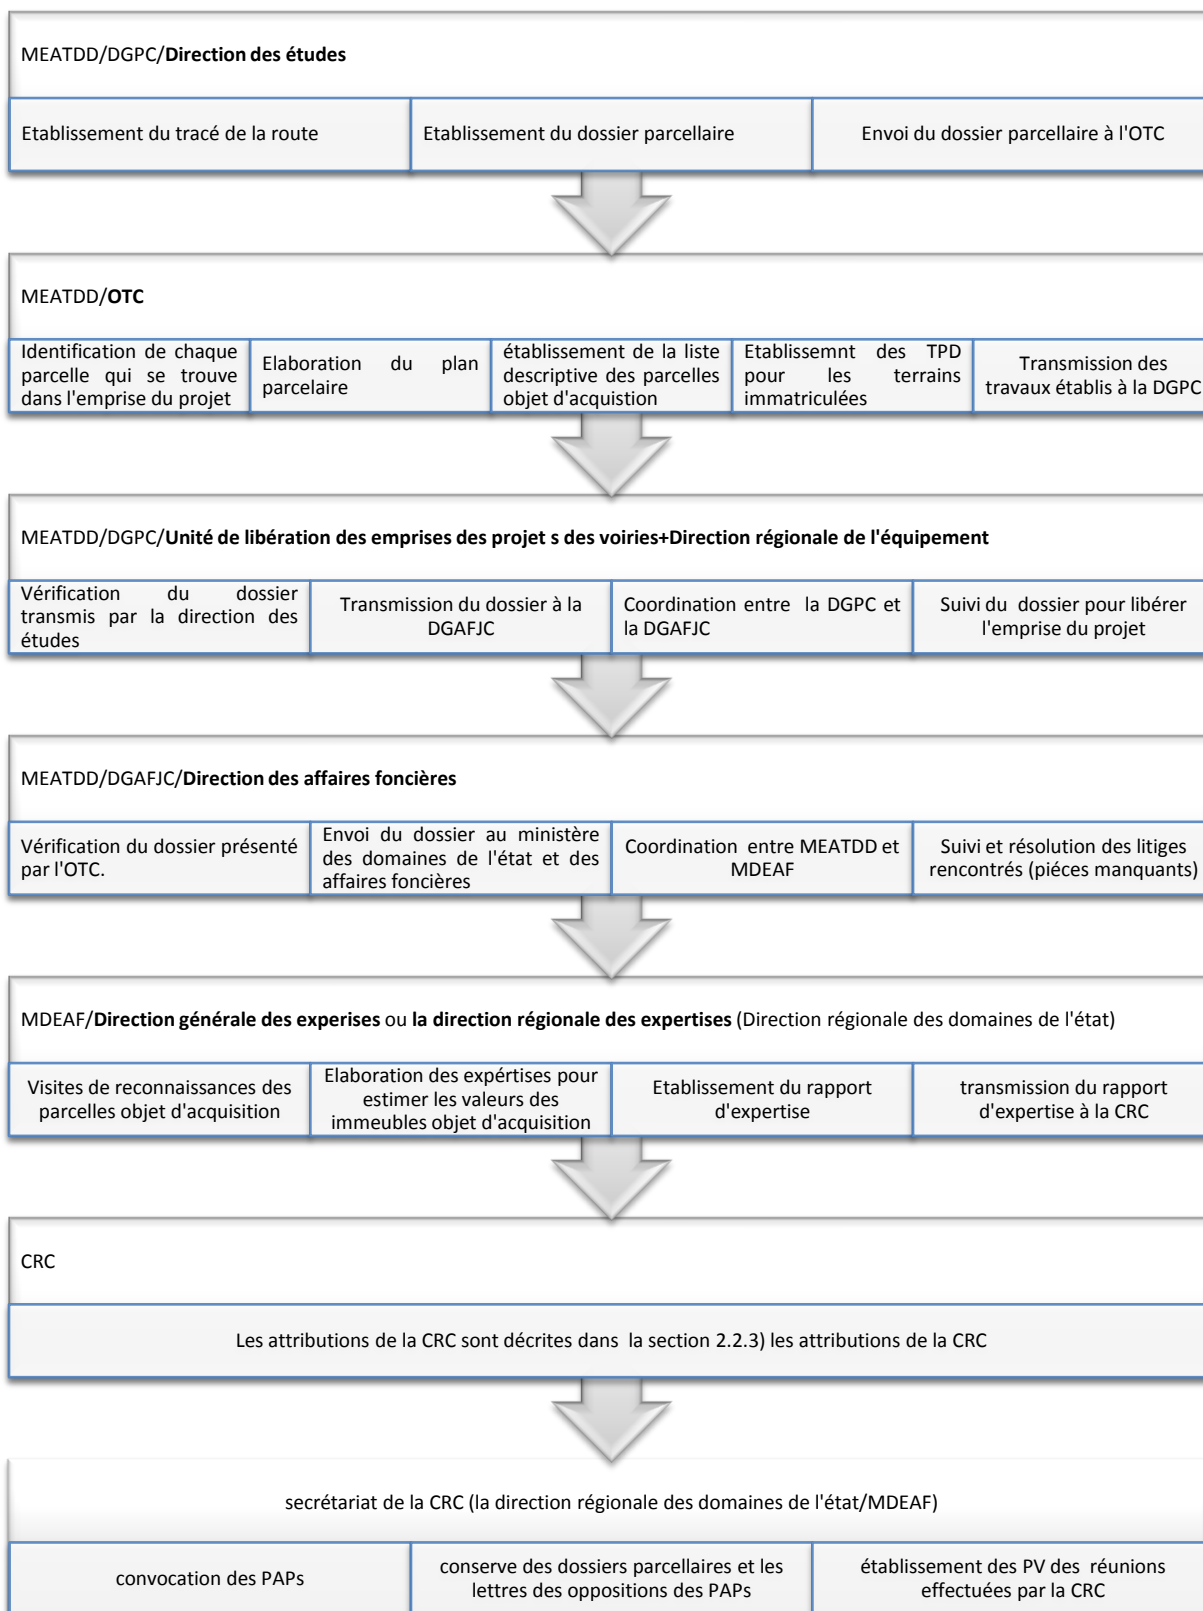 MEATDD/DGPC/Direction des études
Etablissement du tracé de la route
Etablissement du dossier parcellaire
Envoi du dossier parcellaire à l'OTC
MEATDD/OTC
Identification de chaque
parcelle qui se trouve
dans l'emprise du projet
Elaboration du plan
parcelaire
établissement de la liste
descriptive des parcelles
objet d'acquistion
Etablissemnt des TPD
pour les terrains
immatriculées
Transmission des
travaux établis à la DGPC
MEATDD/DGPC/Unité de libération des emprises des projet s des voiries+Direction régionale de l'équipement
Vérification du dossier
transmis par la direction des
études
Transmission du dossier à la
DGAFJC
Coordination entre la DGPC et
la DGAFJC
Suivi du dossier pour libérer
l'emprise du projet
MEATDD/DGAFJC/Direction des affaires foncières
Vérification du dossier présenté
par l'OTC.
Envoi du dossier au ministère
des domaines de l'état et des
affaires foncières
Coordination entre MEATDD et
MDEAF
Suivi et résolution des litiges
rencontrés (piéces manquants)
MDEAF/Direction générale des experises ou la direction régionale des expertises (Direction régionale des domaines de l'état)
Visites de reconnaissances des
parcelles objet d'acquisition
Elaboration des expértises pour
estimer les valeurs des
immeubles objet d'acquisition
Etablissement du rapport
d'expertise
transmission du rapport
d'expertise à la CRC
CRC
Les attributions de la CRC sont décrites dans la section 2.2.3) les attributions de la CRC
secrétariat de la CRC (la direction régionale des domaines de l'état/MDEAF)
convocation des PAPs
conserve des dossiers parcellaires et les
lettres des oppositions des PAPs
établissement des PV des réunions
effectuées par la CRC